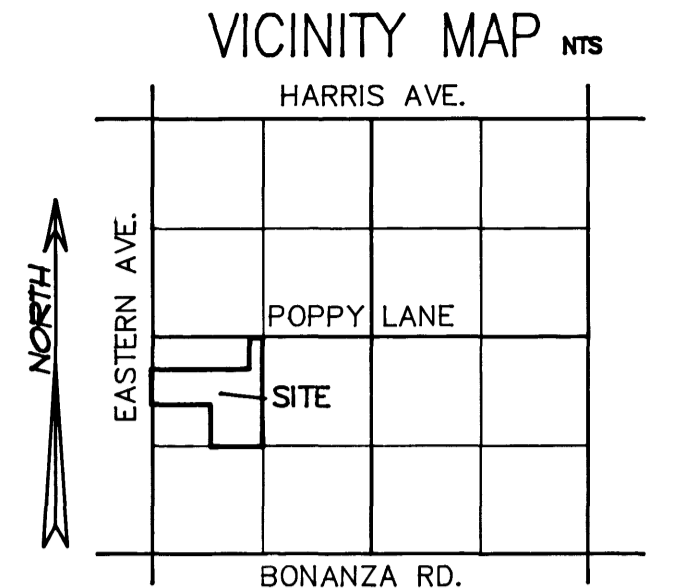 VICINITY MAP NTS
HARRIS AVE.
EASTERN AVE.
NORTH
POPPY LANE
SITE
BONANZA RD.